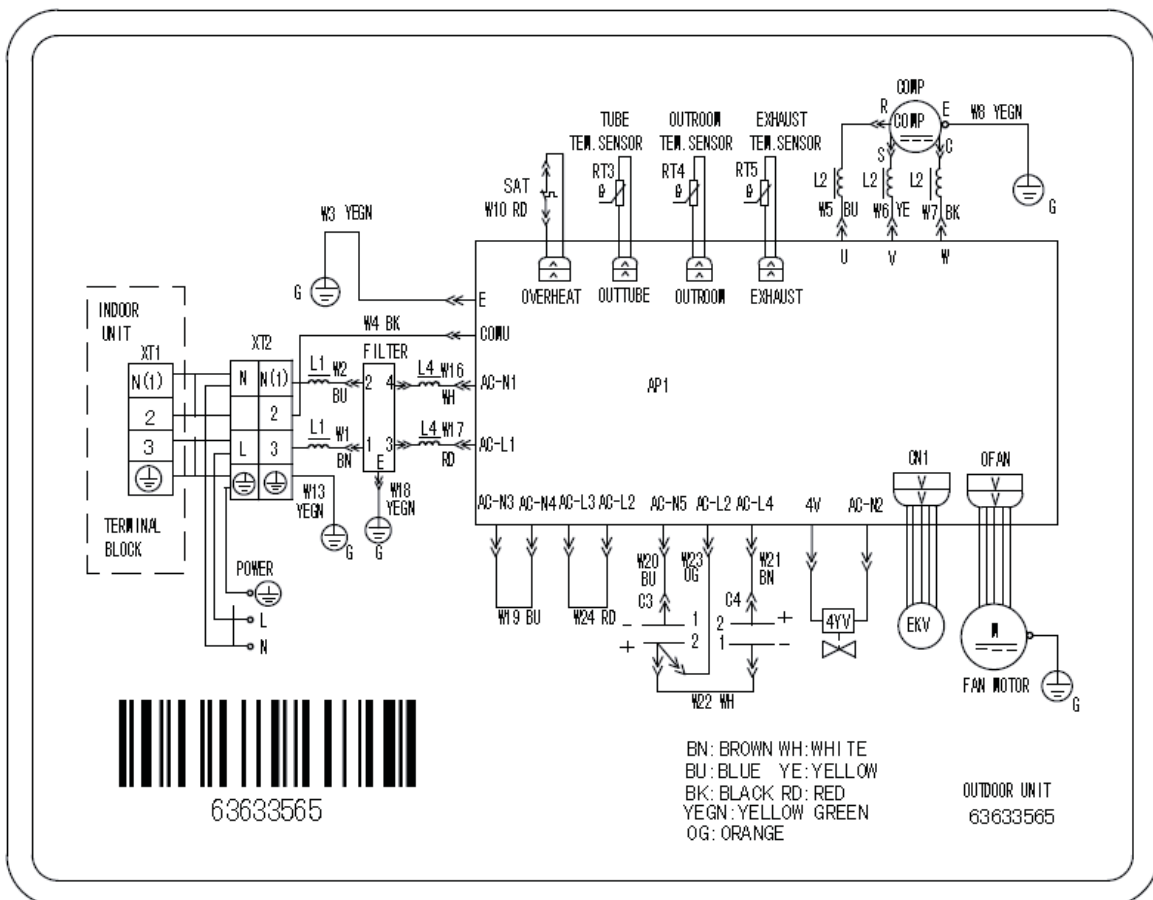 COMP
R
E
W8 YEGN
COMP
S
C
G
TUBE
TEM.SENSOR
OUTROOM
TEM.SENSOR
EXHAUST
TEM.SENSOR
RT3
RT4
RT5
θ
θ
θ
SAT
W10 RD
L2
L2
L2
W5 BU
W6 YE
W7 BK
U
V
W
W3 YEGN
G
OVERHEAT
OUTTUBE
OUTROOM
EXHAUST
E
W4 BK
COMU
INDOOR
UNIT
XT1
N(1)
2
3
TERMINAL
BLOCK
XT2
N
N(1)
2
L
3
L1
W2
BU
L1
W1
BN
FILTER
2
4
1
3
E
L4
W16
WH
L4
W17
RD
AC-N1
AC-L1
AP1
W13
YEGN
G
W18
YEGN
G
POWER
L
N
AC-N3
AC-N4
AC-L3
AC-L2
AC-N5
AC-L2
AC-L4
4V
AC-N2
CN1
OFAN
W19 BU
W24 RD
W20
BU
W23
OG
W21
BN
C3
C4
-
+
1
2
2
1
+
-
W22 WH
4YV
EKV
M
FAN MOTOR
G
63633565
BN: BROWN WH:WHITE
BU:BLUE YE:YELLOW
BK:BLACK RD:RED
YEGN:YELLOW GREEN
OG:ORANGE
OUTDOOR UNIT
63633565